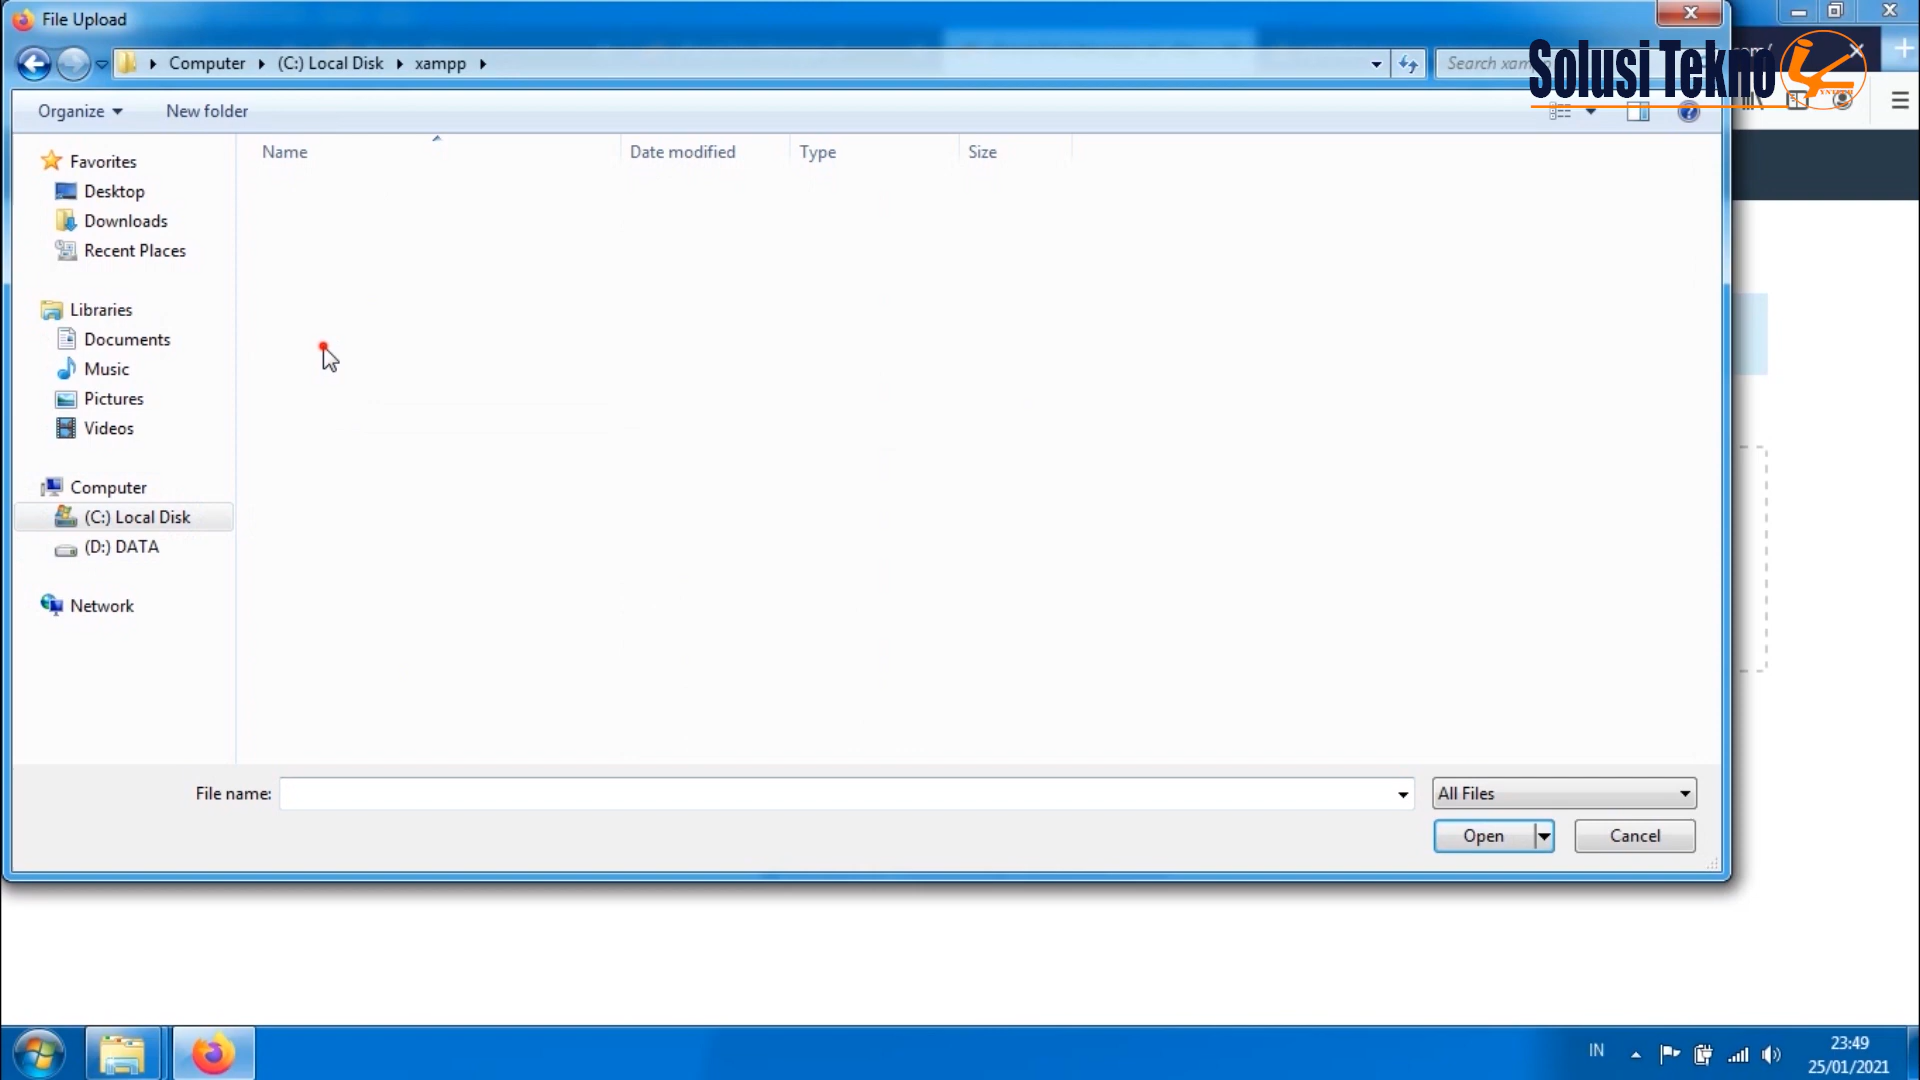 File Upload
Computer
(C:) Local Disk
xampp
Solusi Tekno
Organize
New folder
Name
Date modified
Type
Size
Favorites
Desktop
Downloads
Recent Places
Libraries
Documents
Music
Pictures
Videos
Computer
(C:) Local Disk
(D:) DATA
Network
File name:
All Files
Open
Cancel
IN
23:49
25/01/2021